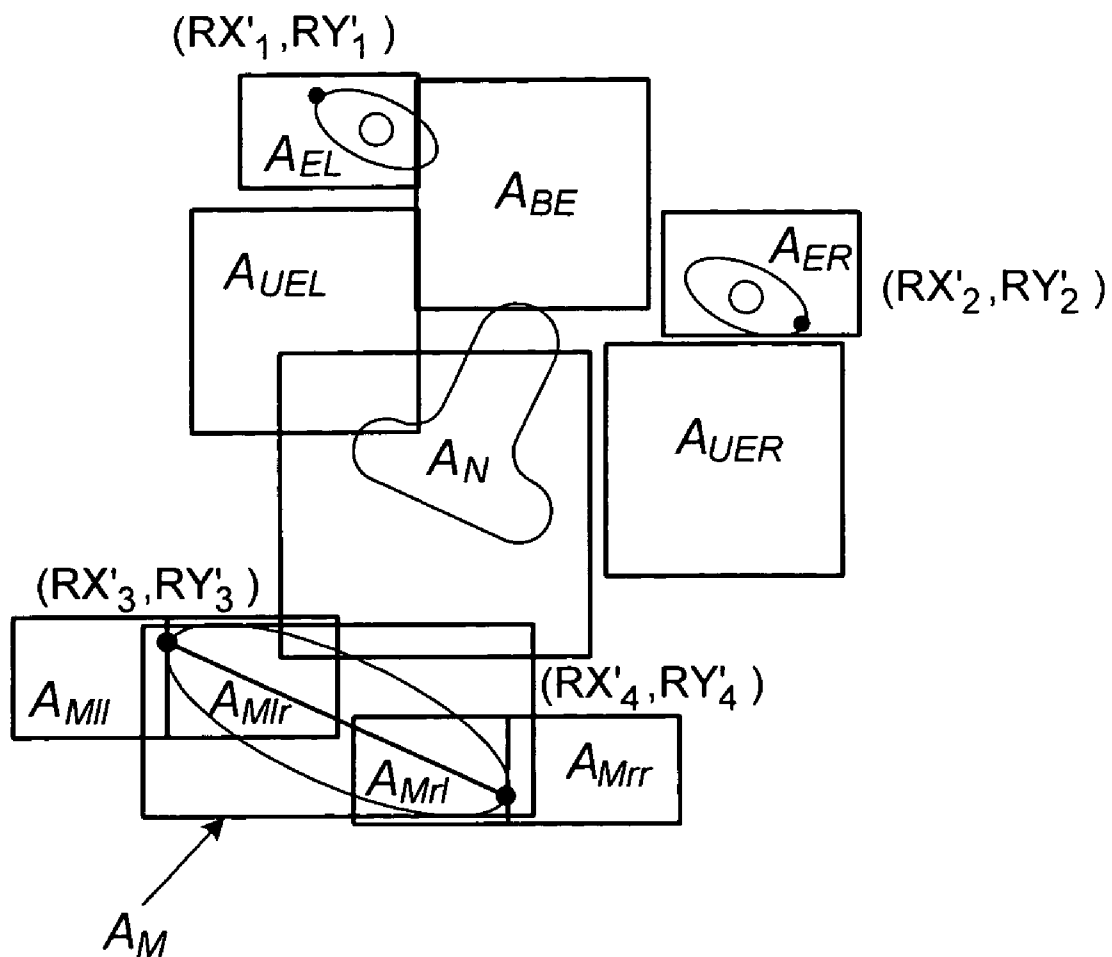 (RX'1,RY'1 )
AEL
ABE
AER
AUEL
(RX'2,RY'2 )
AUER
AN
(RX'3,RY'3 )
(RX'4,RY'4 )
AMll
AMlr
AMrl
AMrr
AM